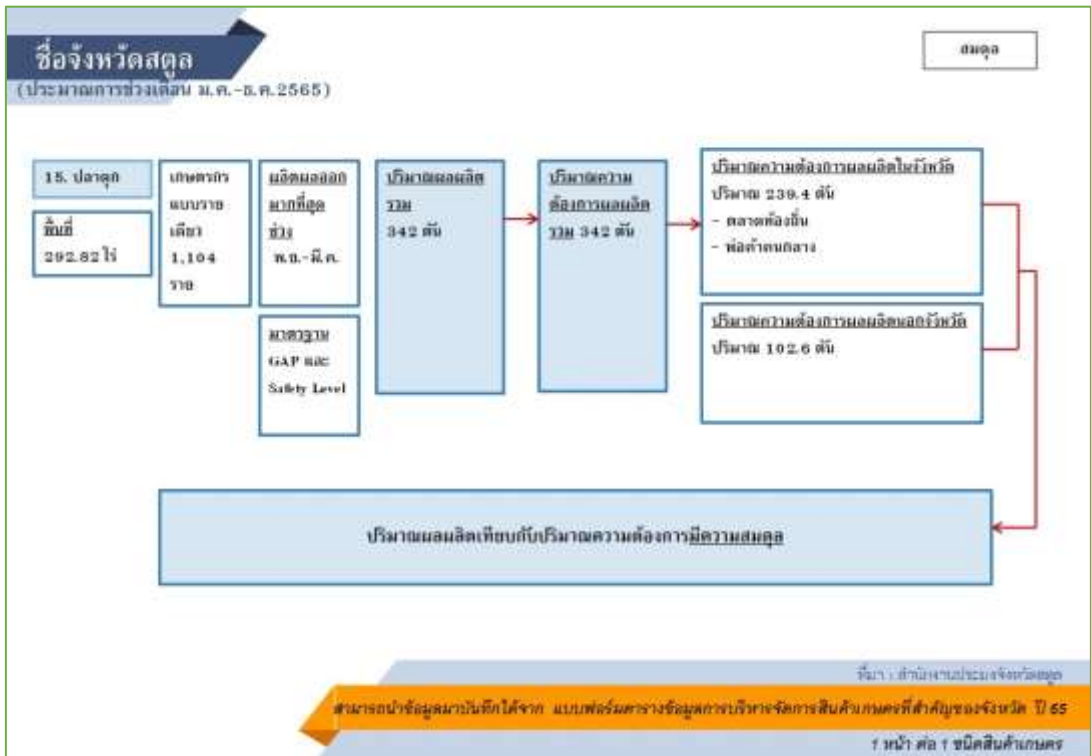 ชื่อจังหวัดสตูล
สมดุล
(ประมาณการช่วงเดือน ม.ค.-ธ.ค.2565)
15. ปลาดุก
พื้นที่
292.82 ไร่
เกษตรกร
แบบราย
เดียว
1,104
ราย
ผลิตผลออก
มากที่สุด
ช่วง
พ.ย.-มี.ค.
มาตรฐาน
GAP และ
Safety Level
ปริมาณผลผลิต
รวม
342 ตัน
ปริมาณความ
ต้องการผลผลิต
รวม 342 ตัน
ปริมาณความต้องการผลผลิตในจังหวัด
ปริมาณ 239.4 ตัน
- ตลาดท้องถิ่น
- พ่อค้าคนกลาง
ปริมาณความต้องการผลผลิตนอกจังหวัด
ปริมาณ 102.6 ตัน
ปริมาณผลผลิตเทียบกับปริมาณความต้องการมีความสมดุล
ที่มา : สำนักงานประมงจังหวัดสตูล
สามารถนำข้อมูลมาบันทึกได้จาก แบบฟอร์มตารางข้อมูลการบริหารจัดการสินค้าเกษตรที่สำคัญของจังหวัด ปี 65
1 หน้า ต่อ 1 ชนิดสินค้าเกษตร